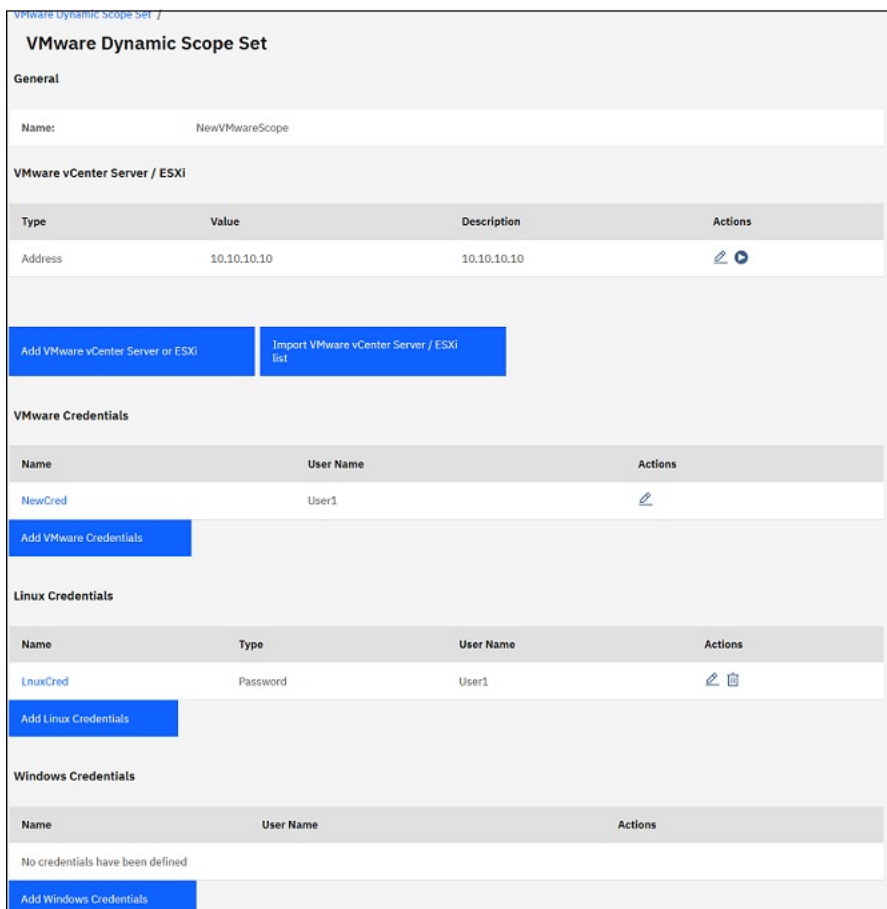 VMware Dynamic Scope Set /
VMware Dynamic Scope Set
General
Name: NewVMwareScope
VMware vCenter Server / ESXi
Type Value Description Actions
Address 10.10.10.10 10.10.10.10
Add VMware vCenter Server or ESXi
Import VMware vCenter Server / ESXi
list
VMware Credentials
Name User Name Actions
NewCred User1
Add VMware Credentials
Linux Credentials
Name Type User Name Actions
LnuxCred Password User1
Add Linux Credentials
Windows Credentials
Name User Name Actions
No credentials have been defined
Add Windows Credentials